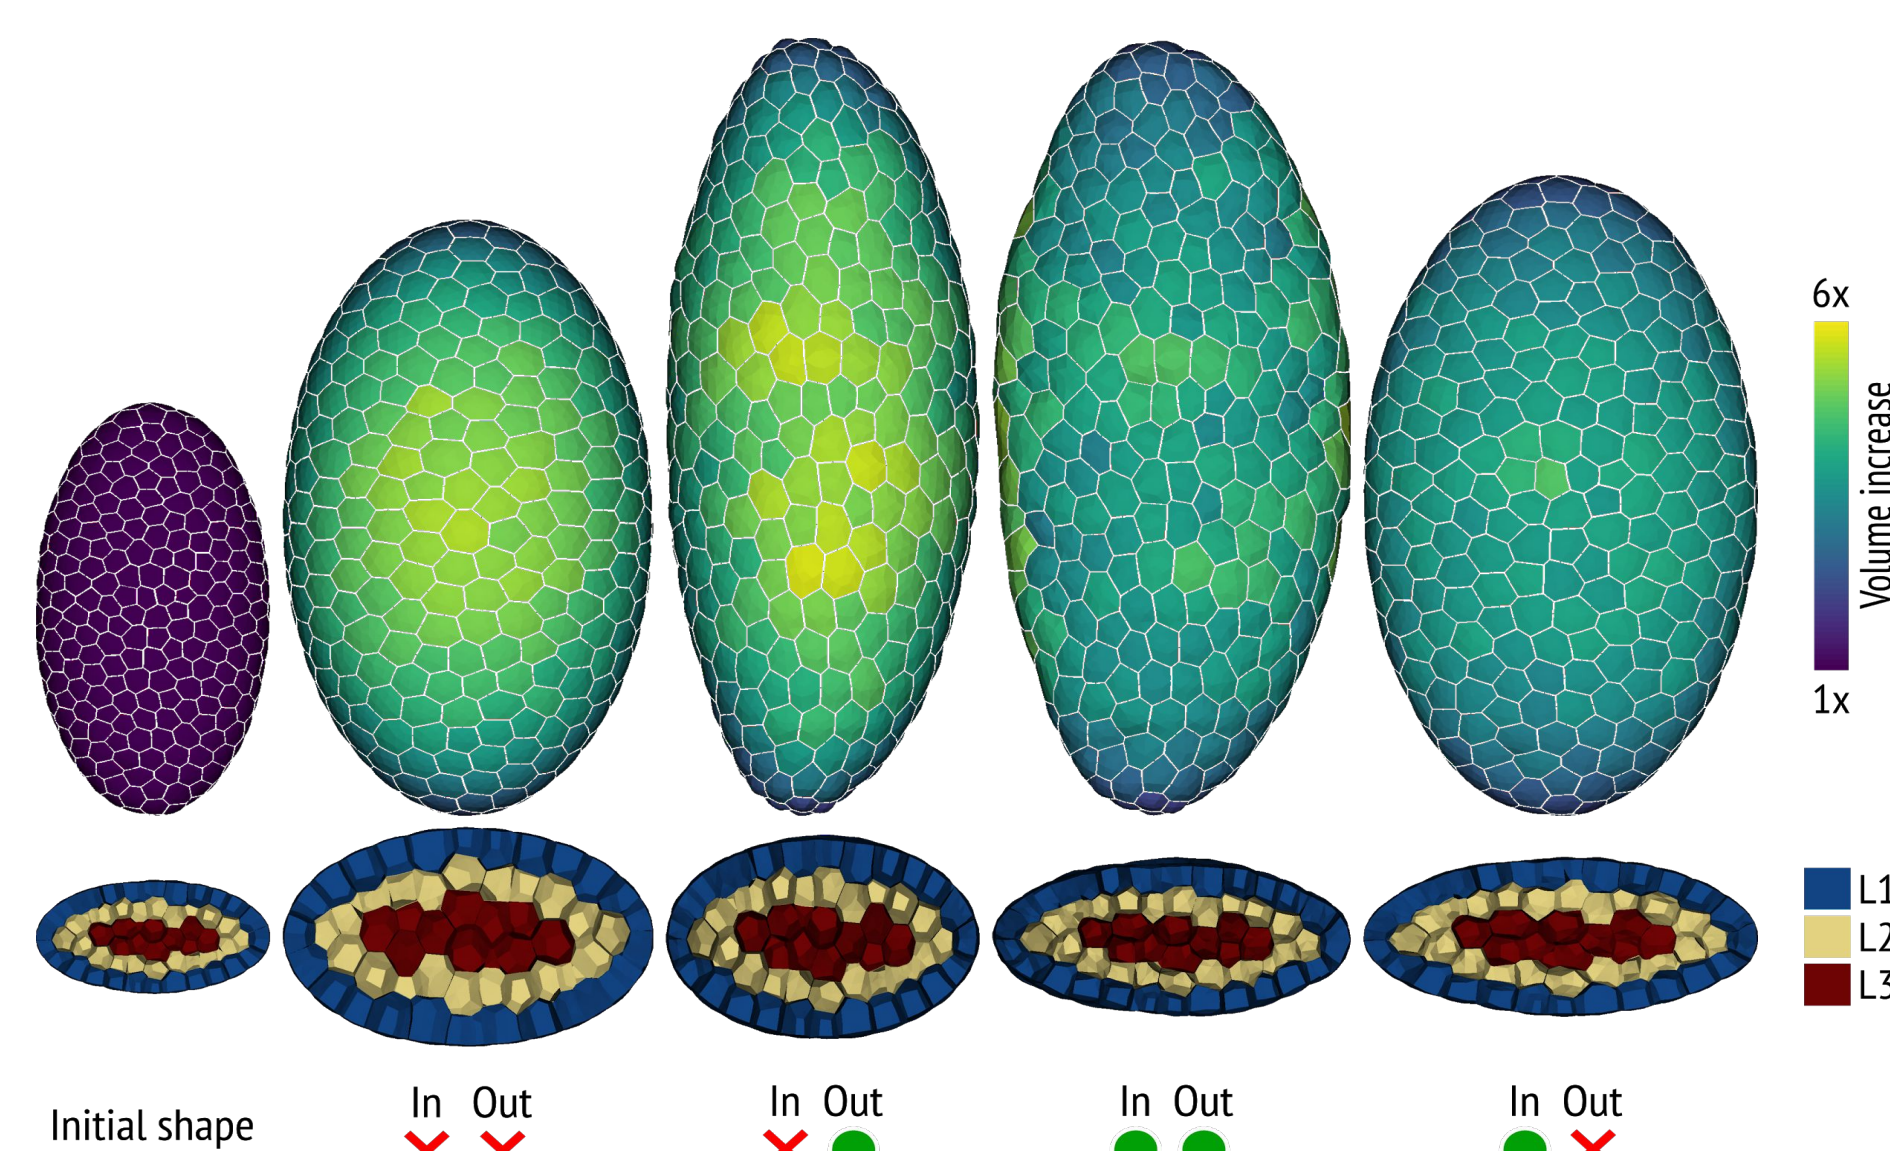 6x
Volume increase
1x
L1
L2
L3
In Out
In Out
In Out
In Out
Initial shape